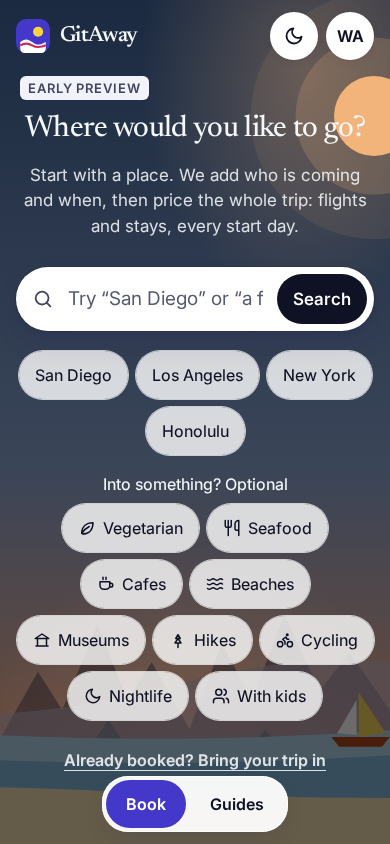 GitAway
WA
EARLY PREVIEW
Where would you like to go?
Start with a place. We add who is coming
and when, then price the whole trip: flights
and stays, every start day.
Try “San Diego” or “a f
Search
San Diego
Los Angeles
New York
Honolulu
Into something? Optional
Vegetarian
Seafood
Cafes
Beaches
Museums
Hikes
Cycling
Nightlife
With kids
Already booked? Bring your trip in
Book
Guides